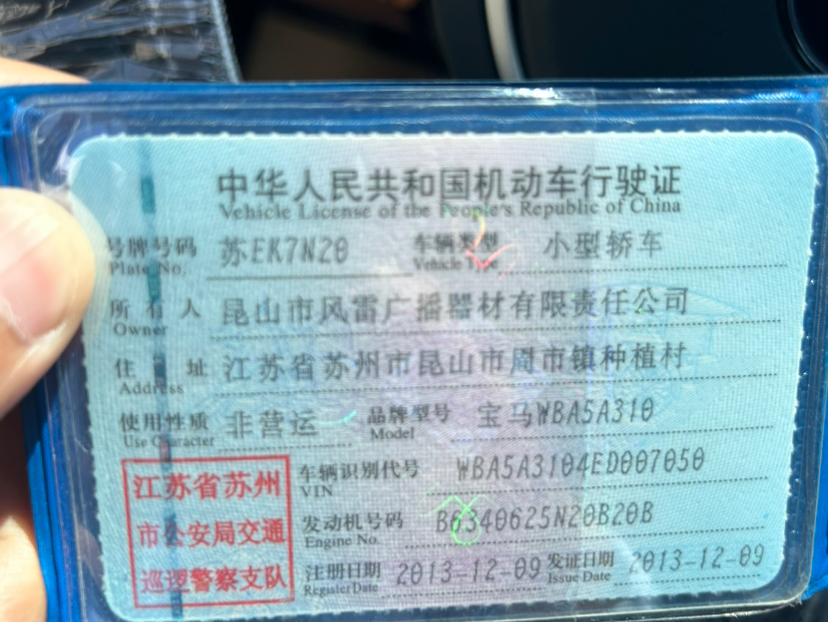 中华人民共和国机动车行驶证
Vehicle License of the People's Republic of China
号牌号码 苏EK7N20 车辆类型 小型轿车
Plate No. Vehicle Type
所有人 昆山市风雷广播器材有限责任公司
Owner
住址 江苏省苏州市昆山市周市镇种植村
Address
使用性质 非营运 品牌型号 宝马WBA5A310
Use Character Model
江苏省苏州 车辆识别代号 WBA5A3104ED007050
VIN
市公安局交通 发动机号码 B6340625N20B20B
Engine No.
巡逻警察支队 注册日期 2013-12-09 发证日期 2013-12-09
Register Date Issue Date